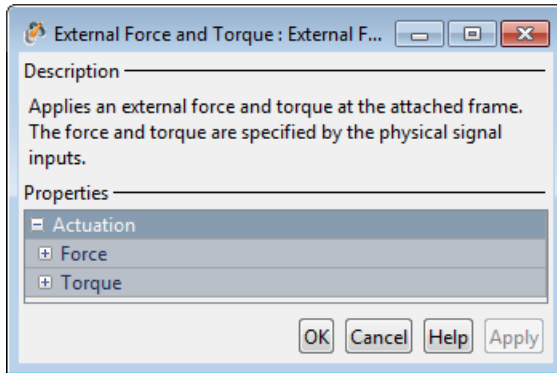 External Force and Torque : External F...
Description
Applies an external force and torque at the attached frame.
The force and torque are specified by the physical signal
inputs.
Properties
Actuation
Force
Torque
OK Cancel Help Apply